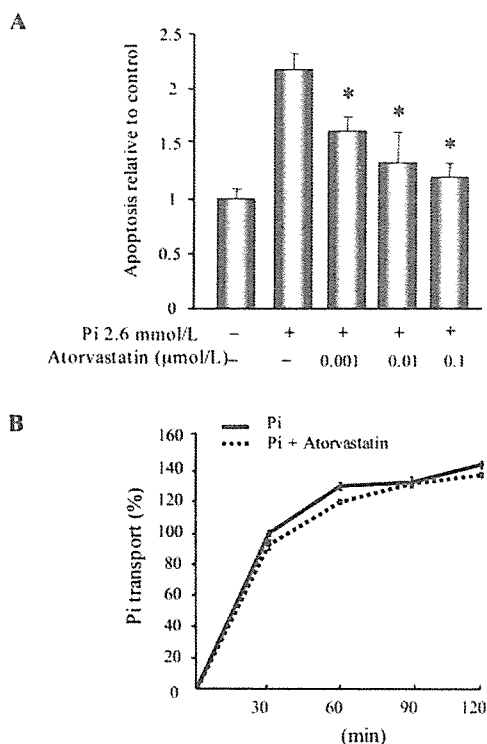 A
Apoptosis relative to control
2.5
2
1.5
1
0.5
0
*
*
*
Pi 2.6 mmol/L – + + + +
Atorvastatin (μmol/L) – – 0.001 0.01 0.1
B
Pi
Pi + Atorvastatin
Pi transport (%)
160
140
120
100
80
60
40
20
0
30 60 90 120
(min)